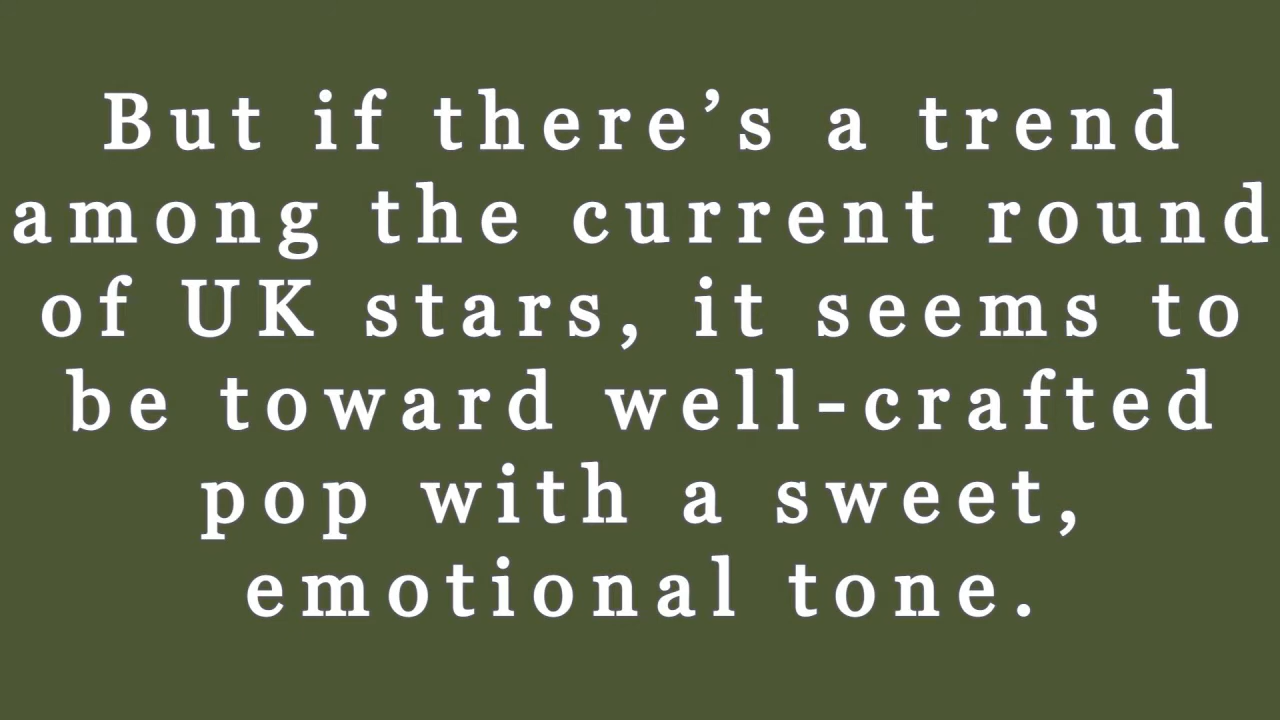 But if there’s a trend
among the current round
of UK stars, it seems to
be toward well-crafted
pop with a sweet,
emotional tone.